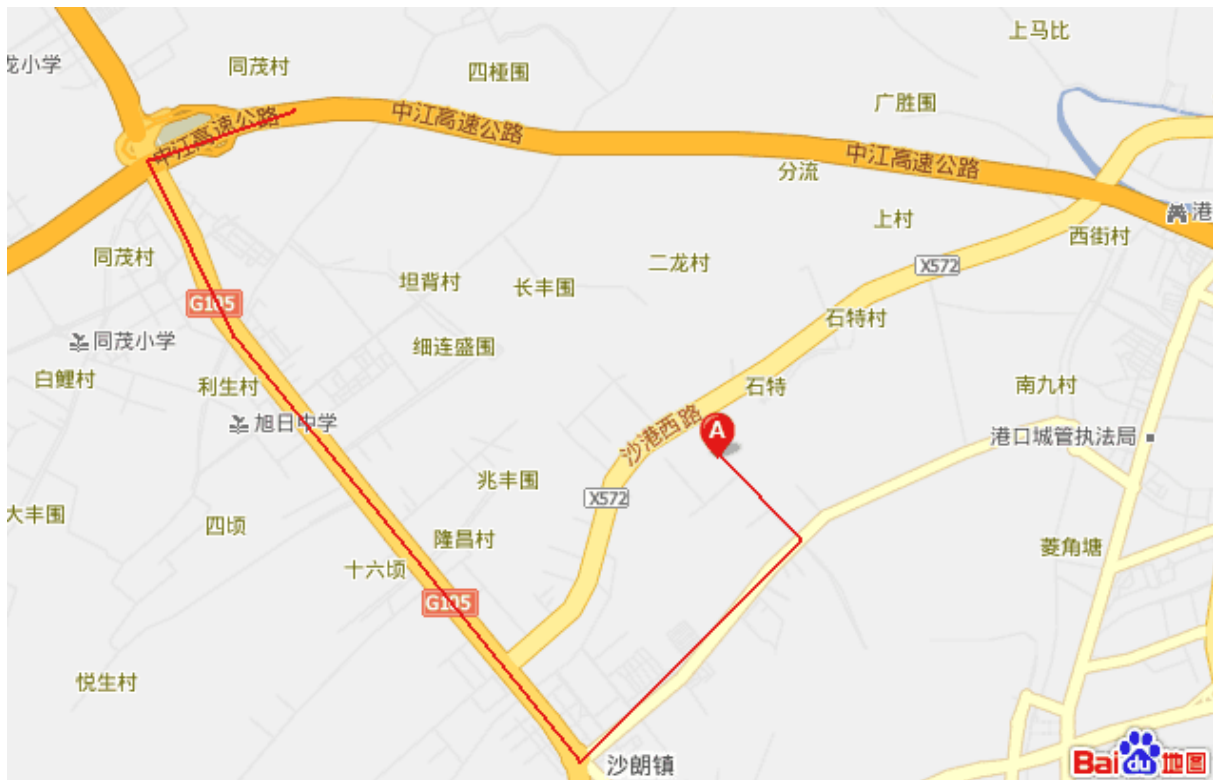 上马比
龙小学
同茂村
四桠围
广胜围
中江高速公路
中江高速公路
中江高速公路
分流
港
上村
西街村
同茂村
二龙村
X572
坦背村
长丰围
G105
石特村
同茂小学
细连盛围
白鲤村
利生村
石特
南九村
旭日中学
沙港西路
A
港口城管执法局
兆丰围
X572
大丰围
四顷
隆昌村
菱角塘
十六顷
G105
悦生村
沙朗镇
Bai du 地图